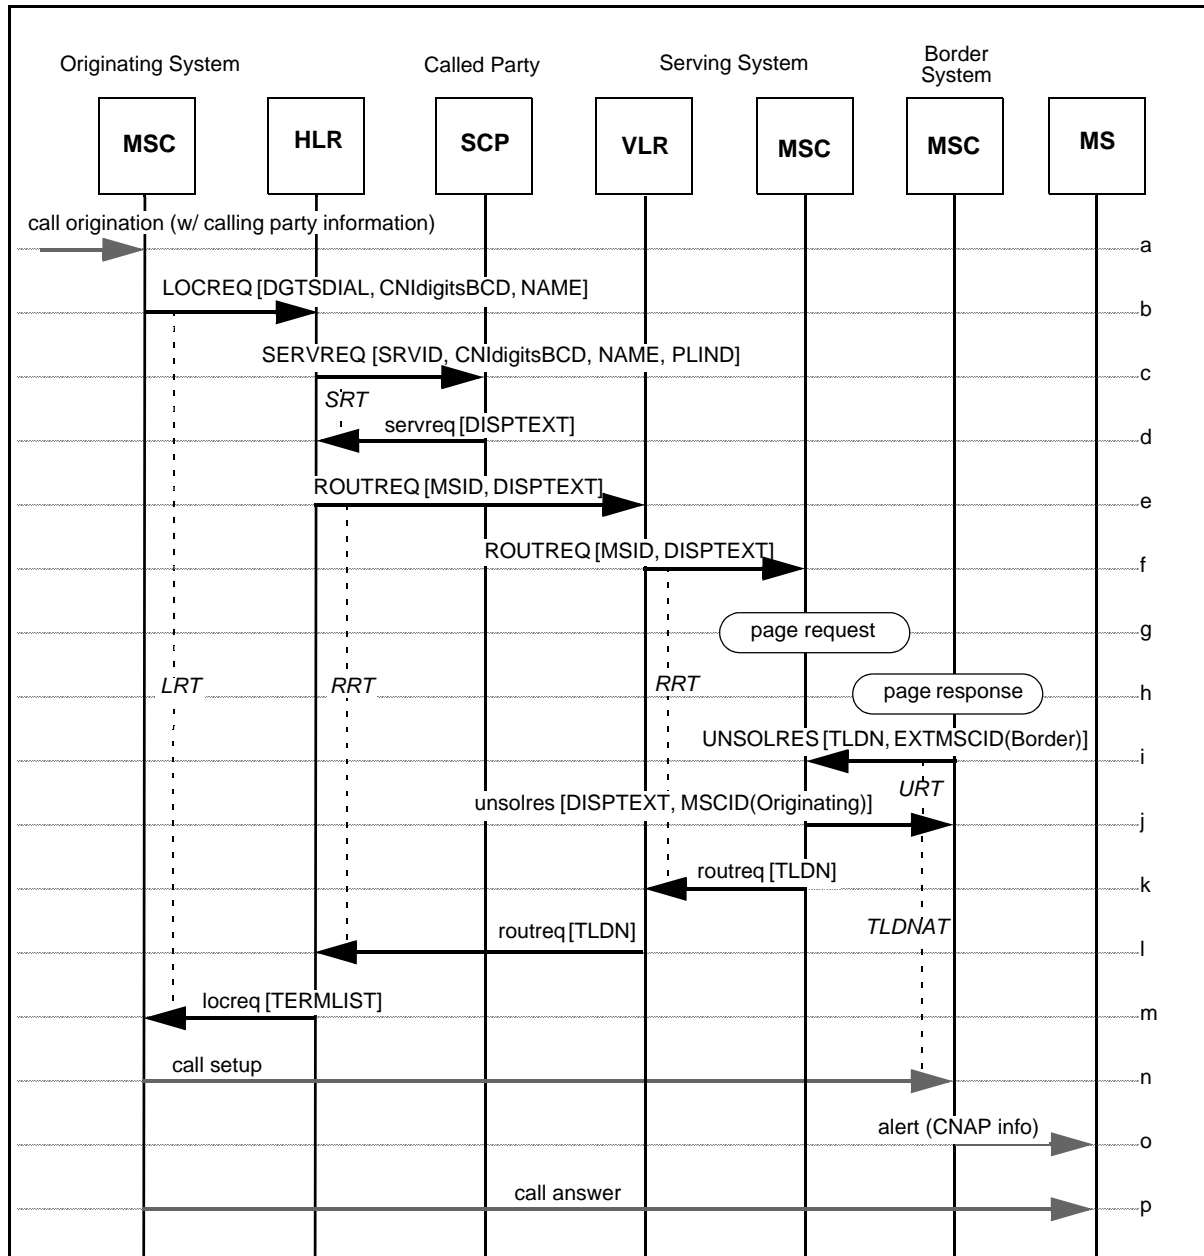 Originating System
Called Party
Serving System
Border
System
MSC
HLR
SCP
VLR
MSC
MSC
MS
call origination (w/ calling party information)
a
LOCREQ [DGTSDIAL, CNIdigitsBCD, NAME]
b
SERVREQ [SRVID, CNIdigitsBCD, NAME, PLIND]
c
SRT
servreq [DISPTEXT]
d
ROUTREQ [MSID, DISPTEXT]
e
ROUTREQ [MSID, DISPTEXT]
f
page request
g
LRT
RRT
RRT
page response
h
UNSOLRES [TLDN, EXTMSCID(Border)]
i
URT
unsolres [DISPTEXT, MSCID(Originating)]
j
routreq [TLDN]
k
TLDNAT
routreq [TLDN]
l
locreq [TERMLIST]
m
call setup
n
alert (CNAP info)
o
call answer
p